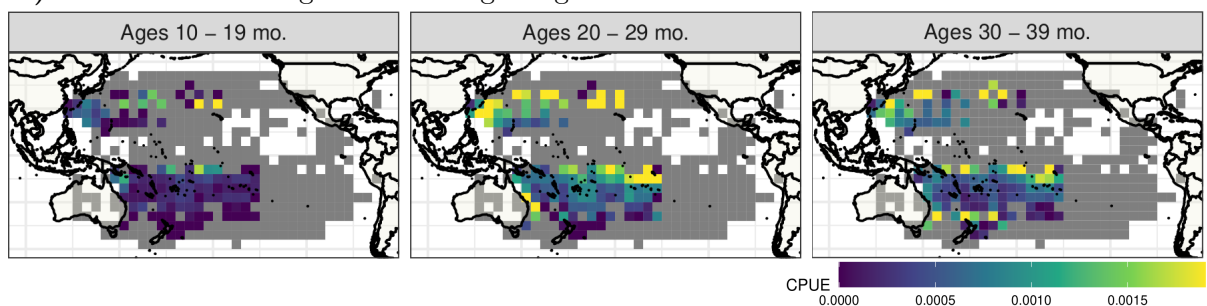 Ages 10 − 19 mo.
Ages 20 − 29 mo.
Ages 30 − 39 mo.
CPUE
0.0000 0.0005 0.0010 0.0015